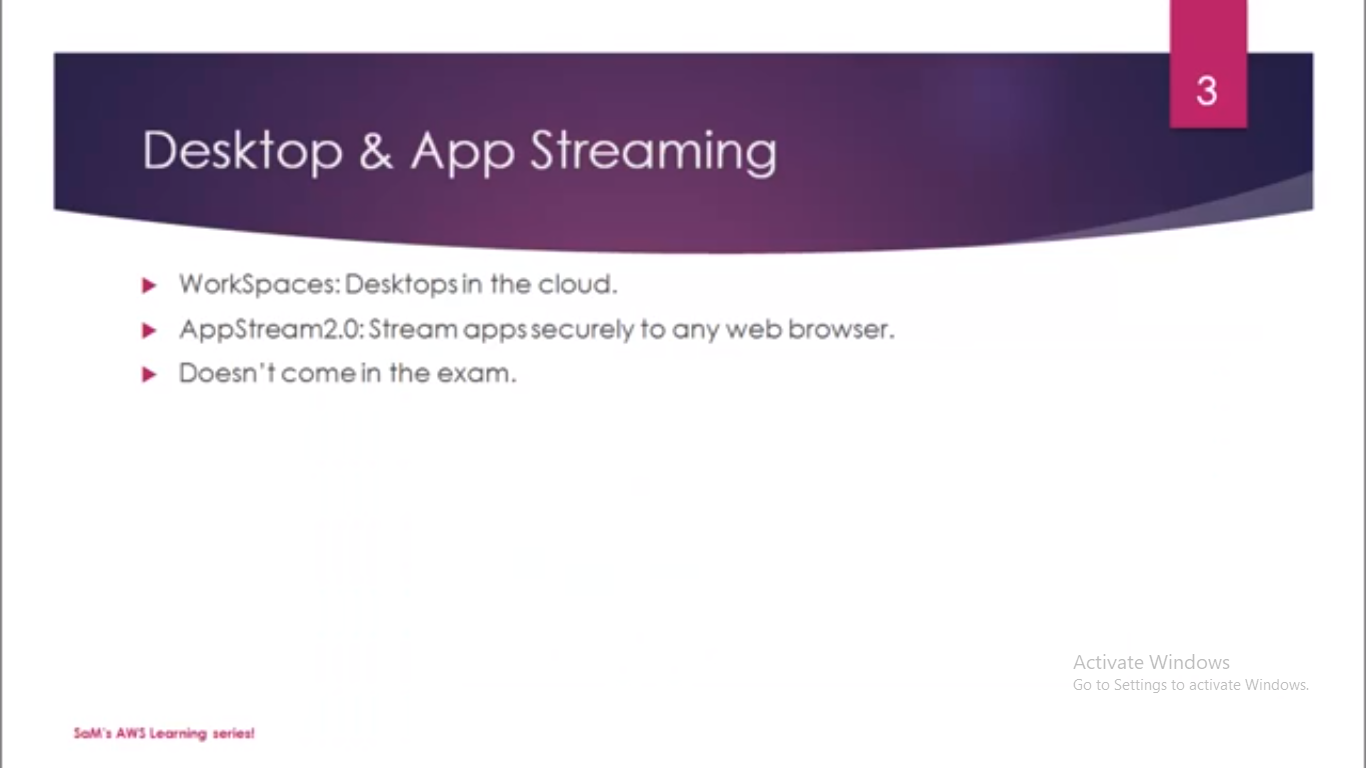 3
Desktop & App Streaming
WorkSpaces: Desktops in the cloud.
AppStream2.0: Stream apps securely to any web browser.
Doesn't come in the exam.
Activate Windows
Go to Settings to activate Windows.
SaM's AWS Learning series!